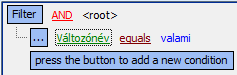 Filter AND <root>
... Változónév equals valami
press the button to add a new condition